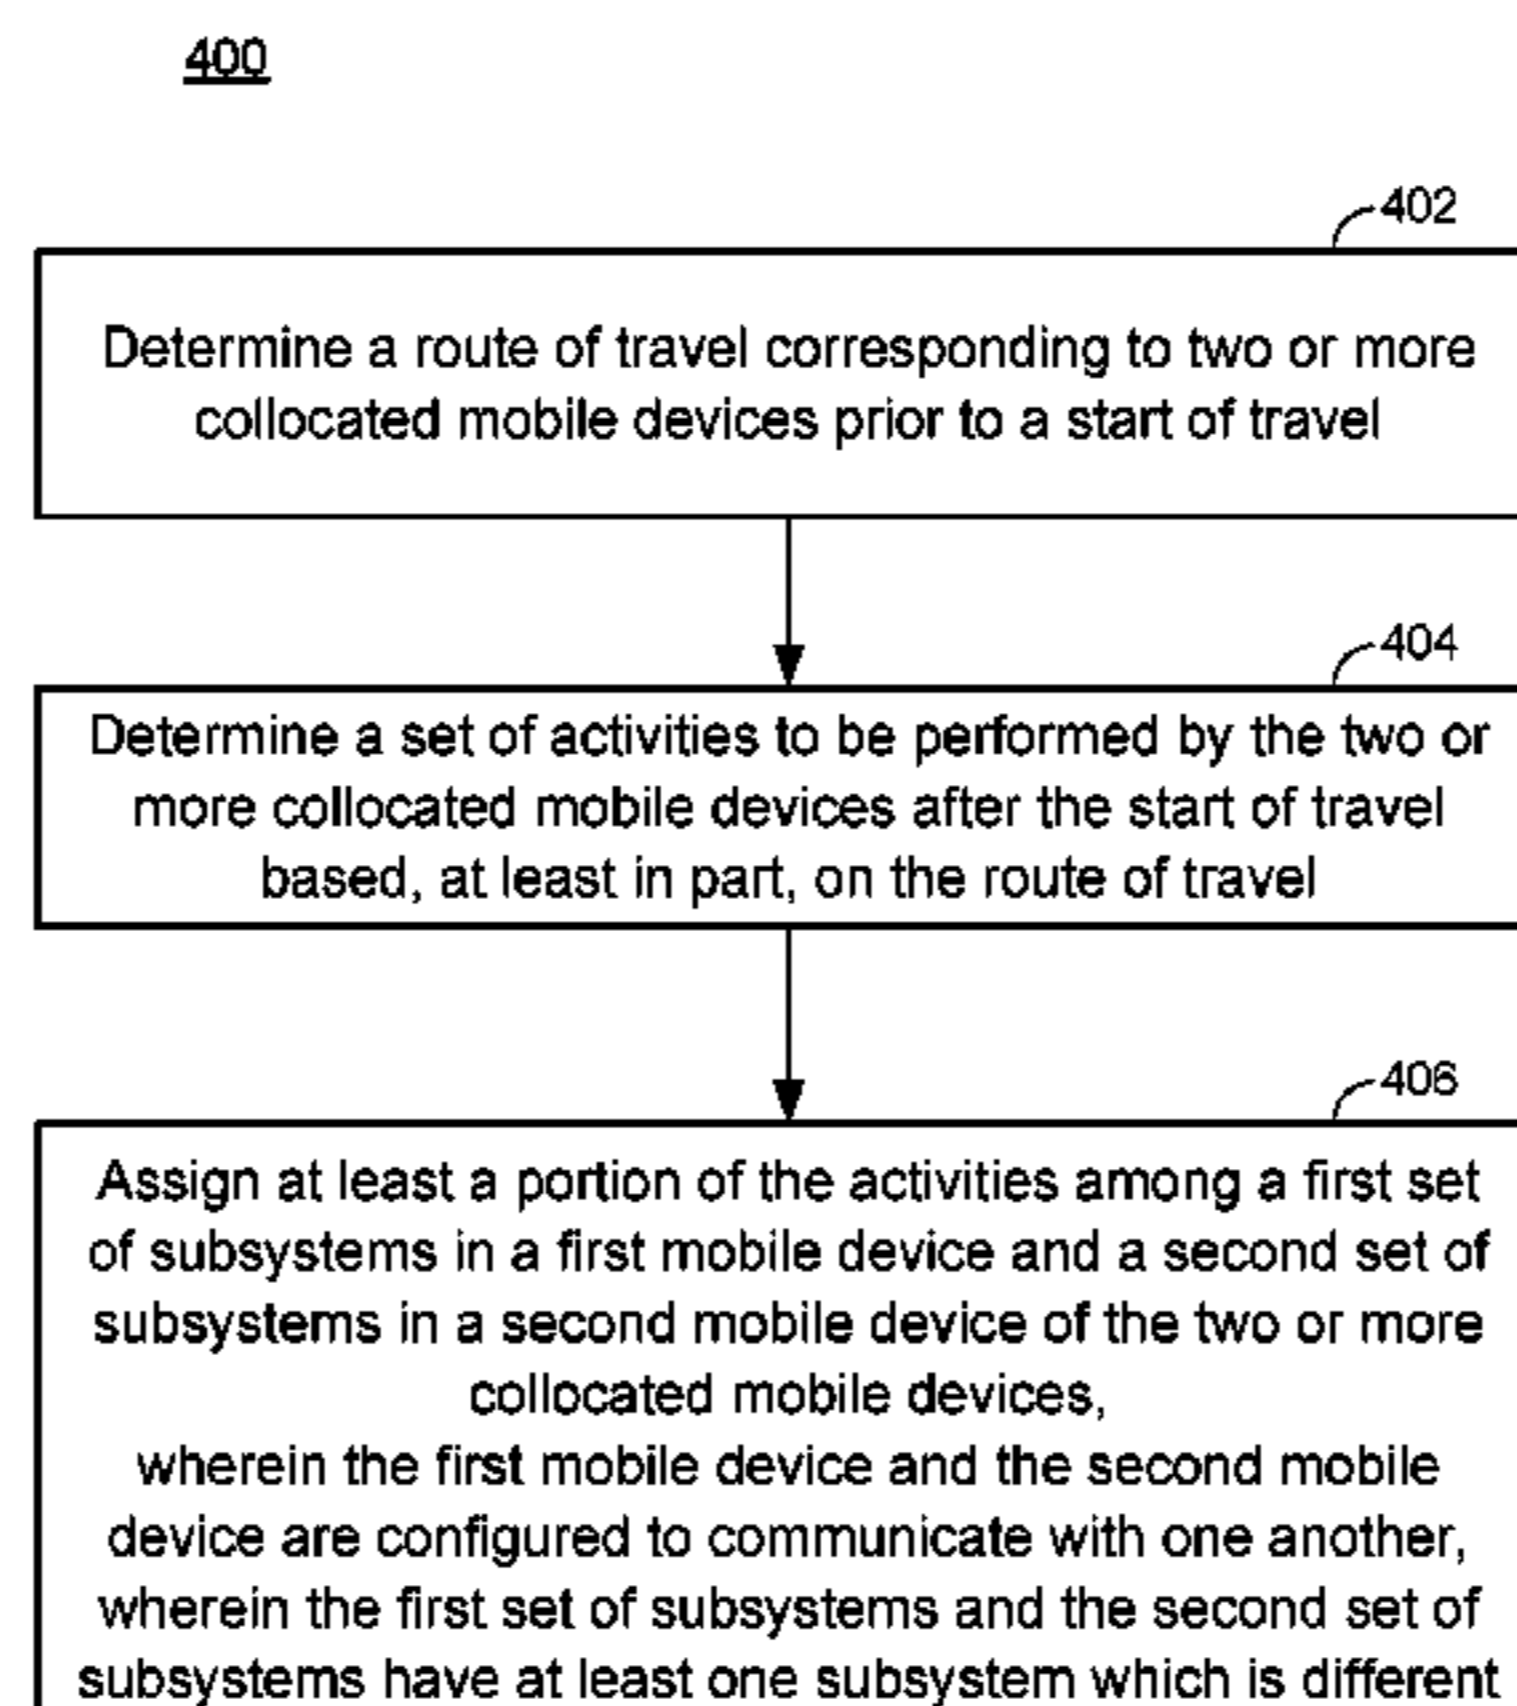 400
402
Determine a route of travel corresponding to two or more
collocated mobile devices prior to a start of travel
404
Determine a set of activities to be performed by the two or
more collocated mobile devices after the start of travel
based, at least in part, on the route of travel
406
Assign at least a portion of the activities among a first set
of subsystems in a first mobile device and a second set of
subsystems in a second mobile device of the two or more
collocated mobile devices,
wherein the first mobile device and the second mobile
device are configured to communicate with one another,
wherein the first set of subsystems and the second set of
subsystems have at least one subsystem which is different